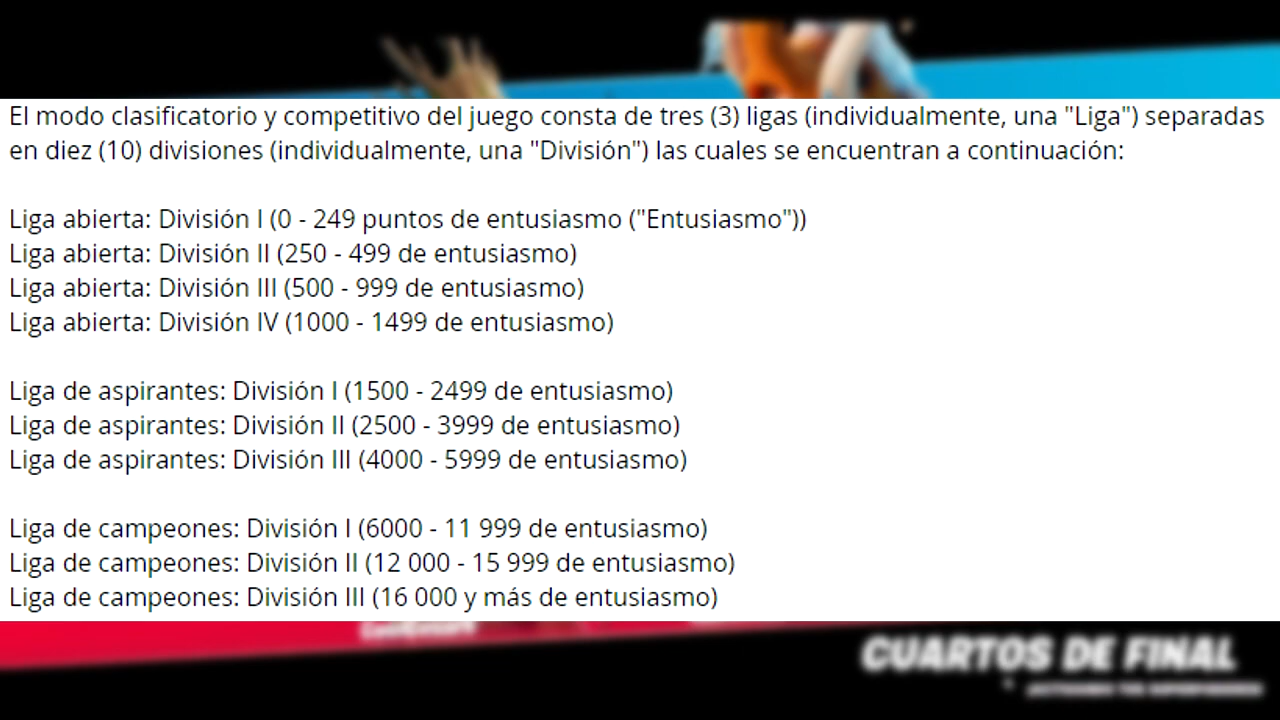 El modo clasificatorio y competitivo del juego consta de tres (3) ligas (individualmente, una "Liga") separadas
en diez (10) divisiones (individualmente, una "División") las cuales se encuentran a continuación:
Liga abierta: División I (0 - 249 puntos de entusiasmo ("Entusiasmo"))
Liga abierta: División II (250 - 499 de entusiasmo)
Liga abierta: División III (500 - 999 de entusiasmo)
Liga abierta: División IV (1000 - 1499 de entusiasmo)
Liga de aspirantes: División I (1500 - 2499 de entusiasmo)
Liga de aspirantes: División II (2500 - 3999 de entusiasmo)
Liga de aspirantes: División III (4000 - 5999 de entusiasmo)
Liga de campeones: División I (6000 - 11 999 de entusiasmo)
Liga de campeones: División II (12 000 - 15 999 de entusiasmo)
Liga de campeones: División III (16 000 y más de entusiasmo)
CUARTOS DE FINAL